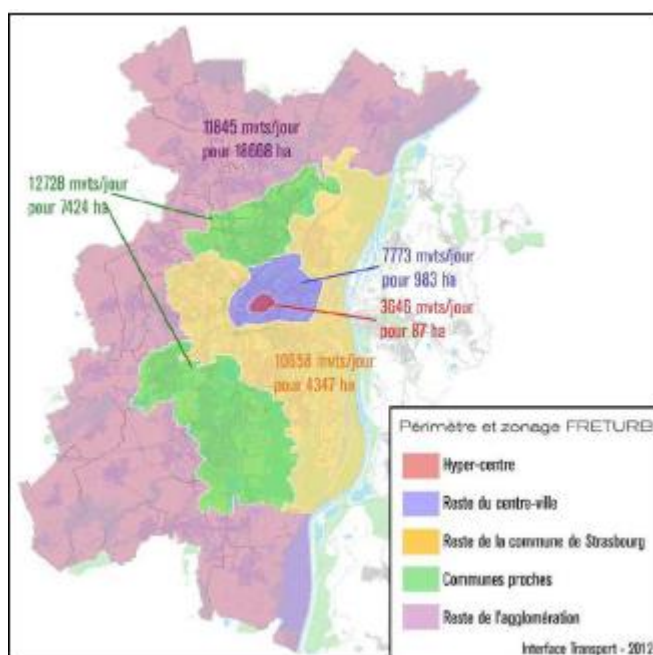 11845 mvts/jour
pour 18668 ha
12728 mvts/jour
pour 7424 ha
7773 mvts/jour
pour 983 ha
3646 mvts/jour
pour 87 ha
10658 mvts/jour
pour 4347 ha
Périmètre et zonage FRETURB
Hyper-centre
Reste du centre-ville
Reste de la commune de Strasbourg
Communes proches
Reste de l'agglomération
Interface Transport - 2012